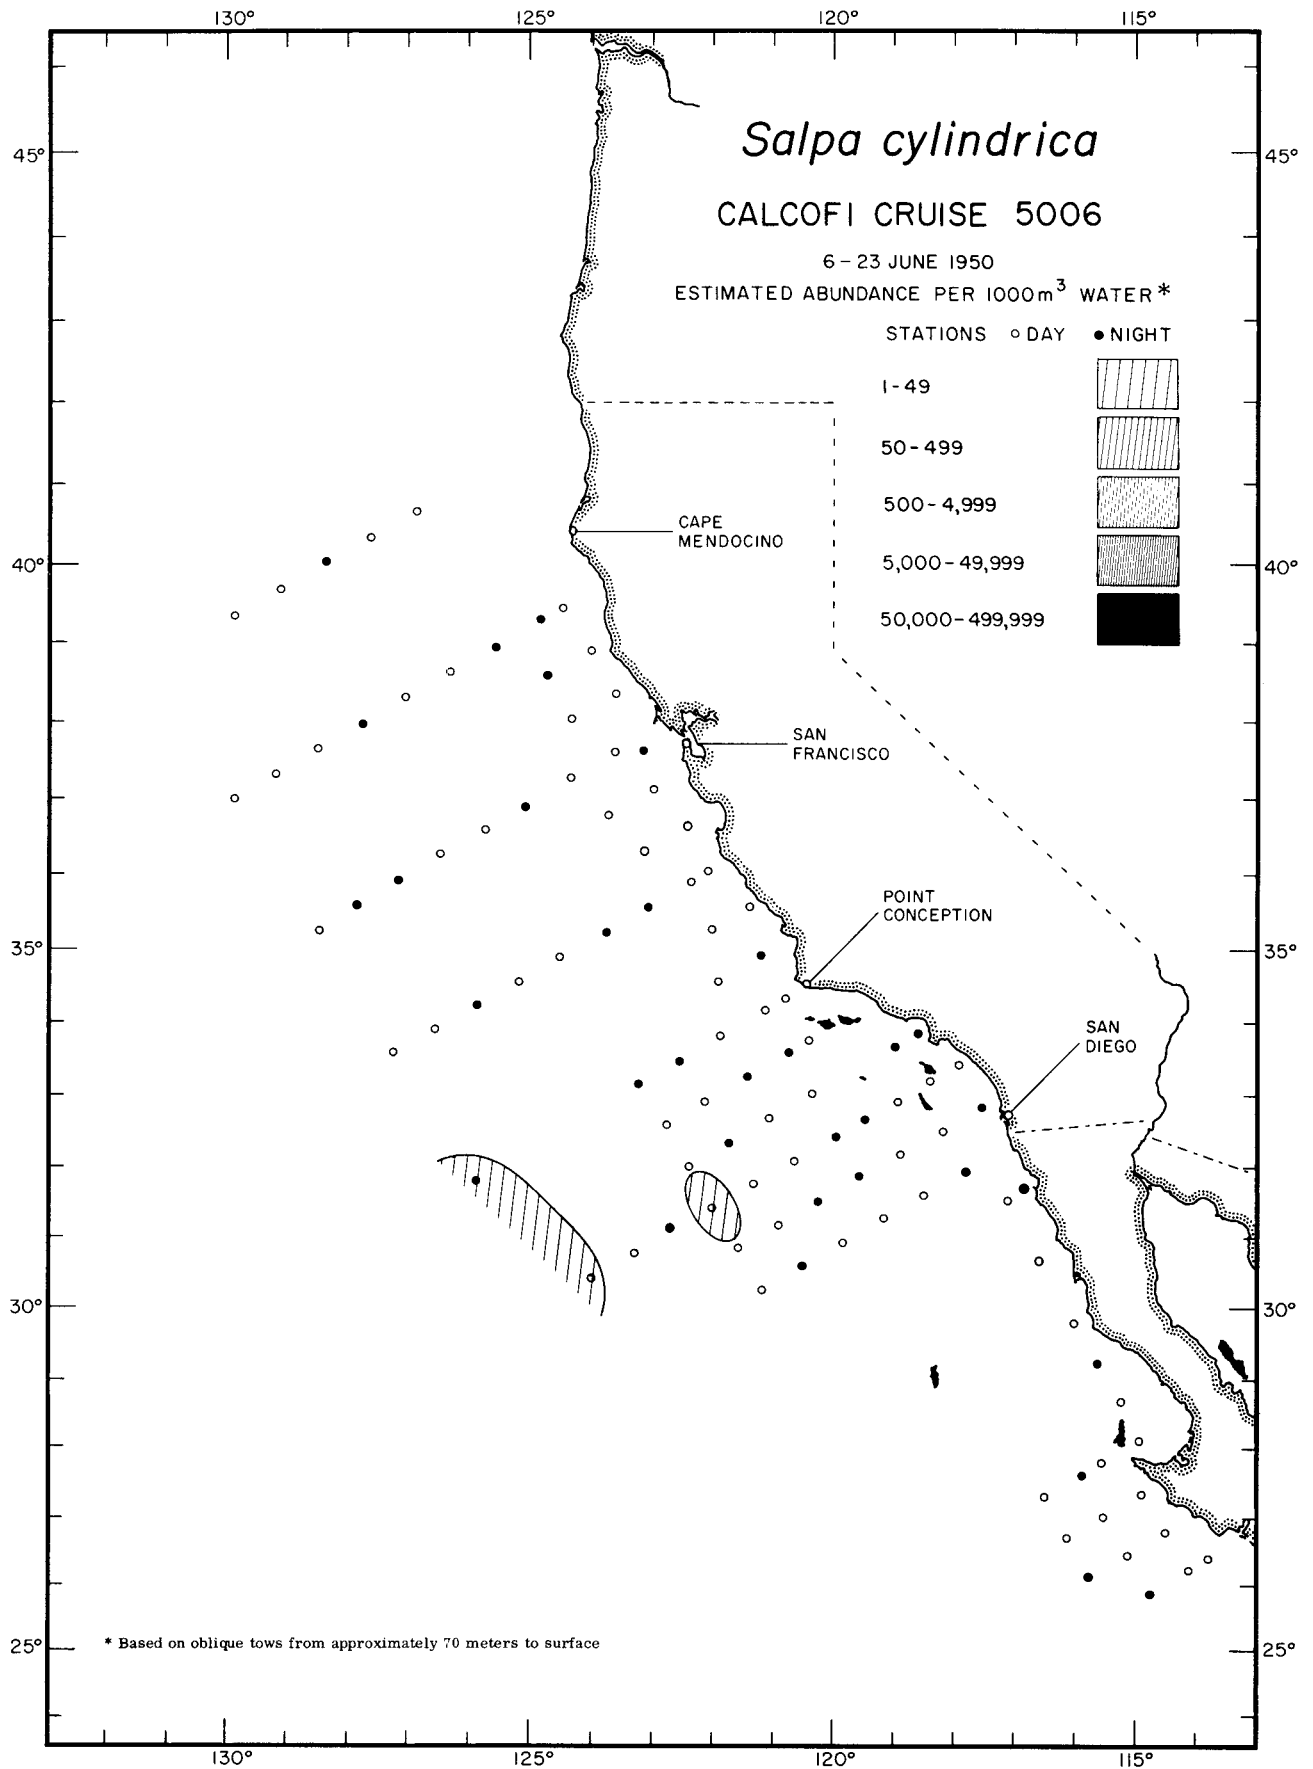 130° 125° 120° 115°
45° 45°
Salpa cylindrica
CALCOFI CRUISE 5006
6-23 JUNE 1950
ESTIMATED ABUNDANCE PER 1000m³ WATER*
STATIONS ○ DAY ● NIGHT
1-49
50-499
500-4,999
5,000-49,999
50,000-499,999
CAPE
MENDOCINO
40° 40°
SAN
FRANCISCO
POINT
CONCEPTION
35° 35°
SAN
DIEGO
30° 30°
25° 25°
* Based on oblique tows from approximately 70 meters to surface
130° 125° 120° 115°